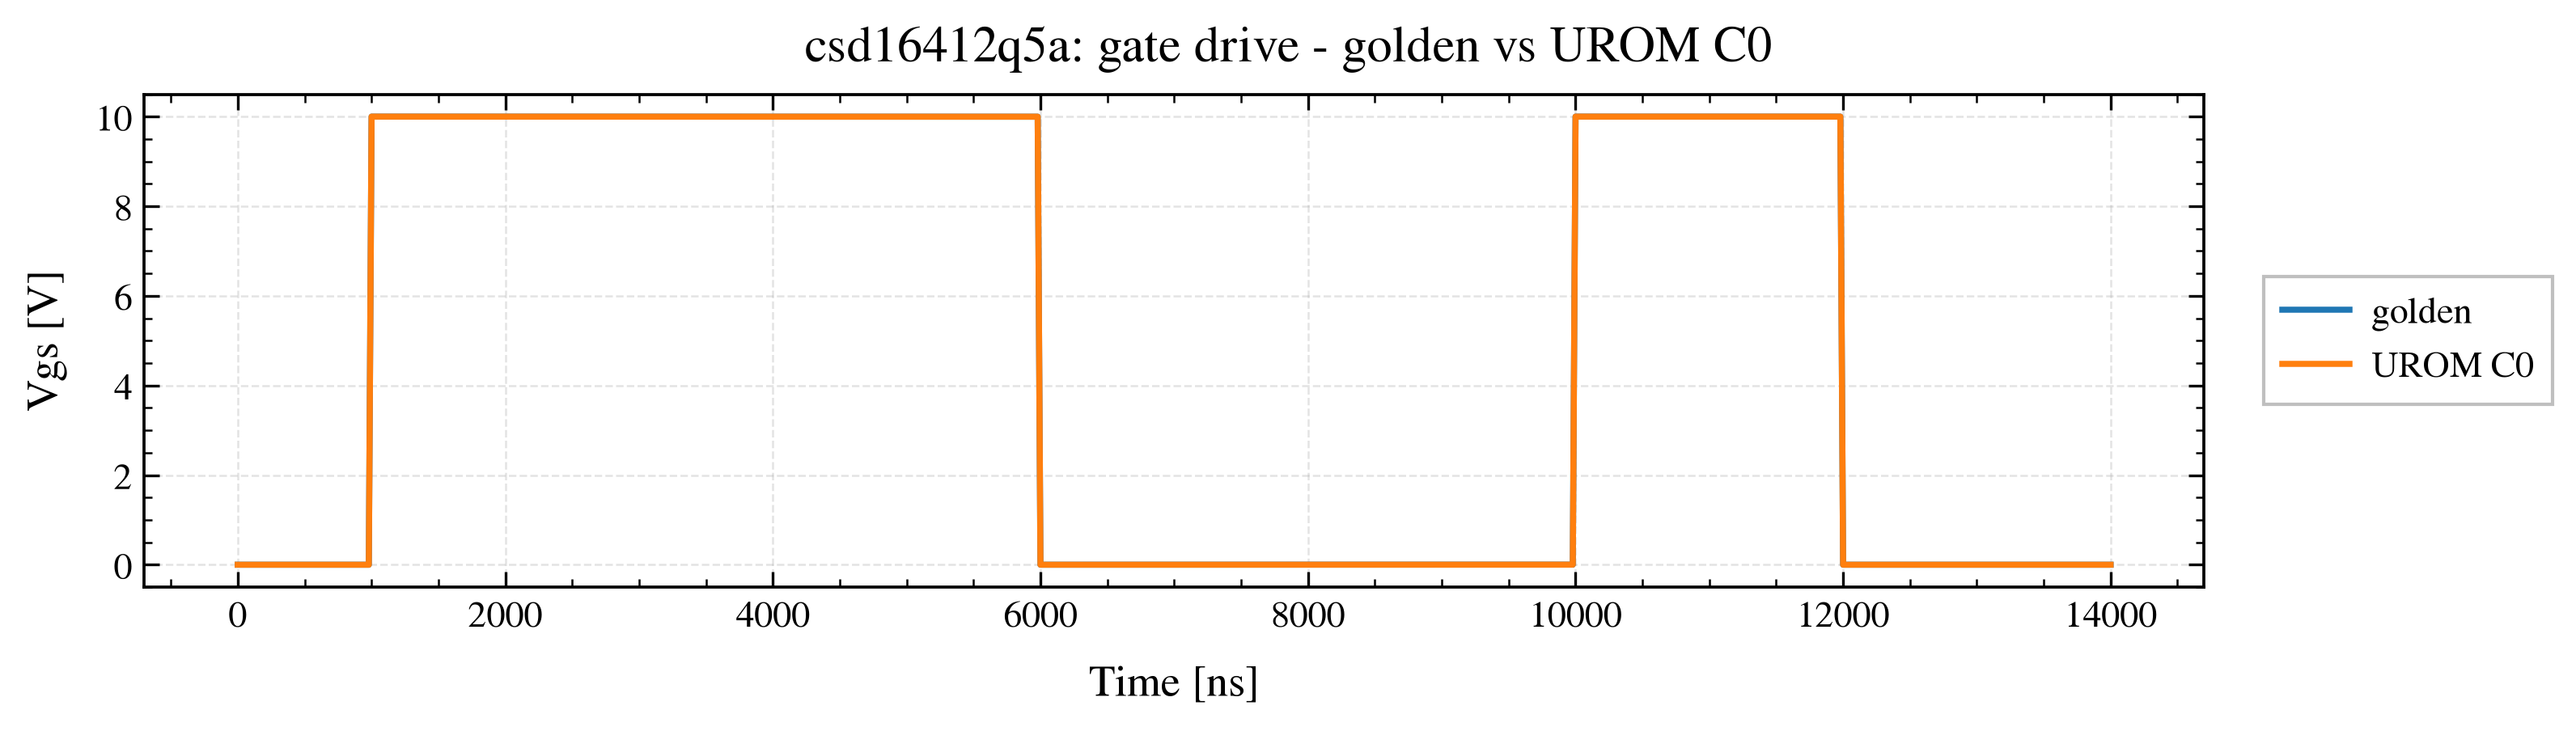 csd16412q5a: gate drive - golden vs UROM C0
Vgs [V]
10
8
6
4
2
0
0 2000 4000 6000 8000 10000 12000 14000
Time [ns]
golden
UROM C0